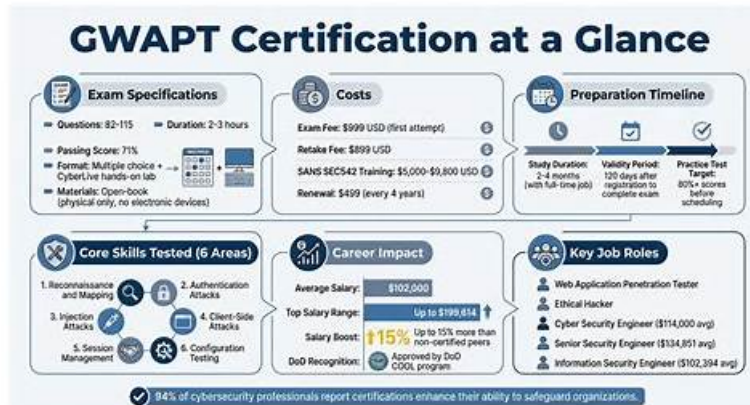 GWAPT Certification at a Glance
Exam Specifications
Questions: 82-115
Duration: 2-3 hours
Passing Score: 71%
Format: Multiple choice +
CyberLive hands-on lab
Materials: Open-book
(physical only, no electronic devices)
Costs
Exam Fee: $999 USD (first attempt)
Retake Fee: $899 USD
SANS SEC542 Training: $5,000-$9,800 USD
Renewal: $499 (every 4 years)
Preparation Timeline
Study Duration:
2-4 months
(with full-time job)
Validity Period:
120 days after
registration to
complete exam
Practice Test
Target:
80%+ scores
before
scheduling
Core Skills Tested (6 Areas)
1. Reconnaissance
and Mapping
2. Authentication
Attacks
3. Injection
Attacks
4. Client-Side
Attacks
5. Session
Management
6. Configuration
Testing
Career Impact
Average Salary:
$102,000
Top Salary Range:
Up to $199,614
Salary Boost:
15%
Up to 15% more than
non-certified peers
DoD Recognition:
Approved by DoD
COOL program
Key Job Roles
Web Application Penetration Tester
Ethical Hacker
Cyber Security Engineer ($114,000 avg)
Senior Security Engineer ($134,851 avg)
Information Security Engineer ($102,394 avg)
94% of cybersecurity professionals report certifications enhance their ability to safeguard organizations.